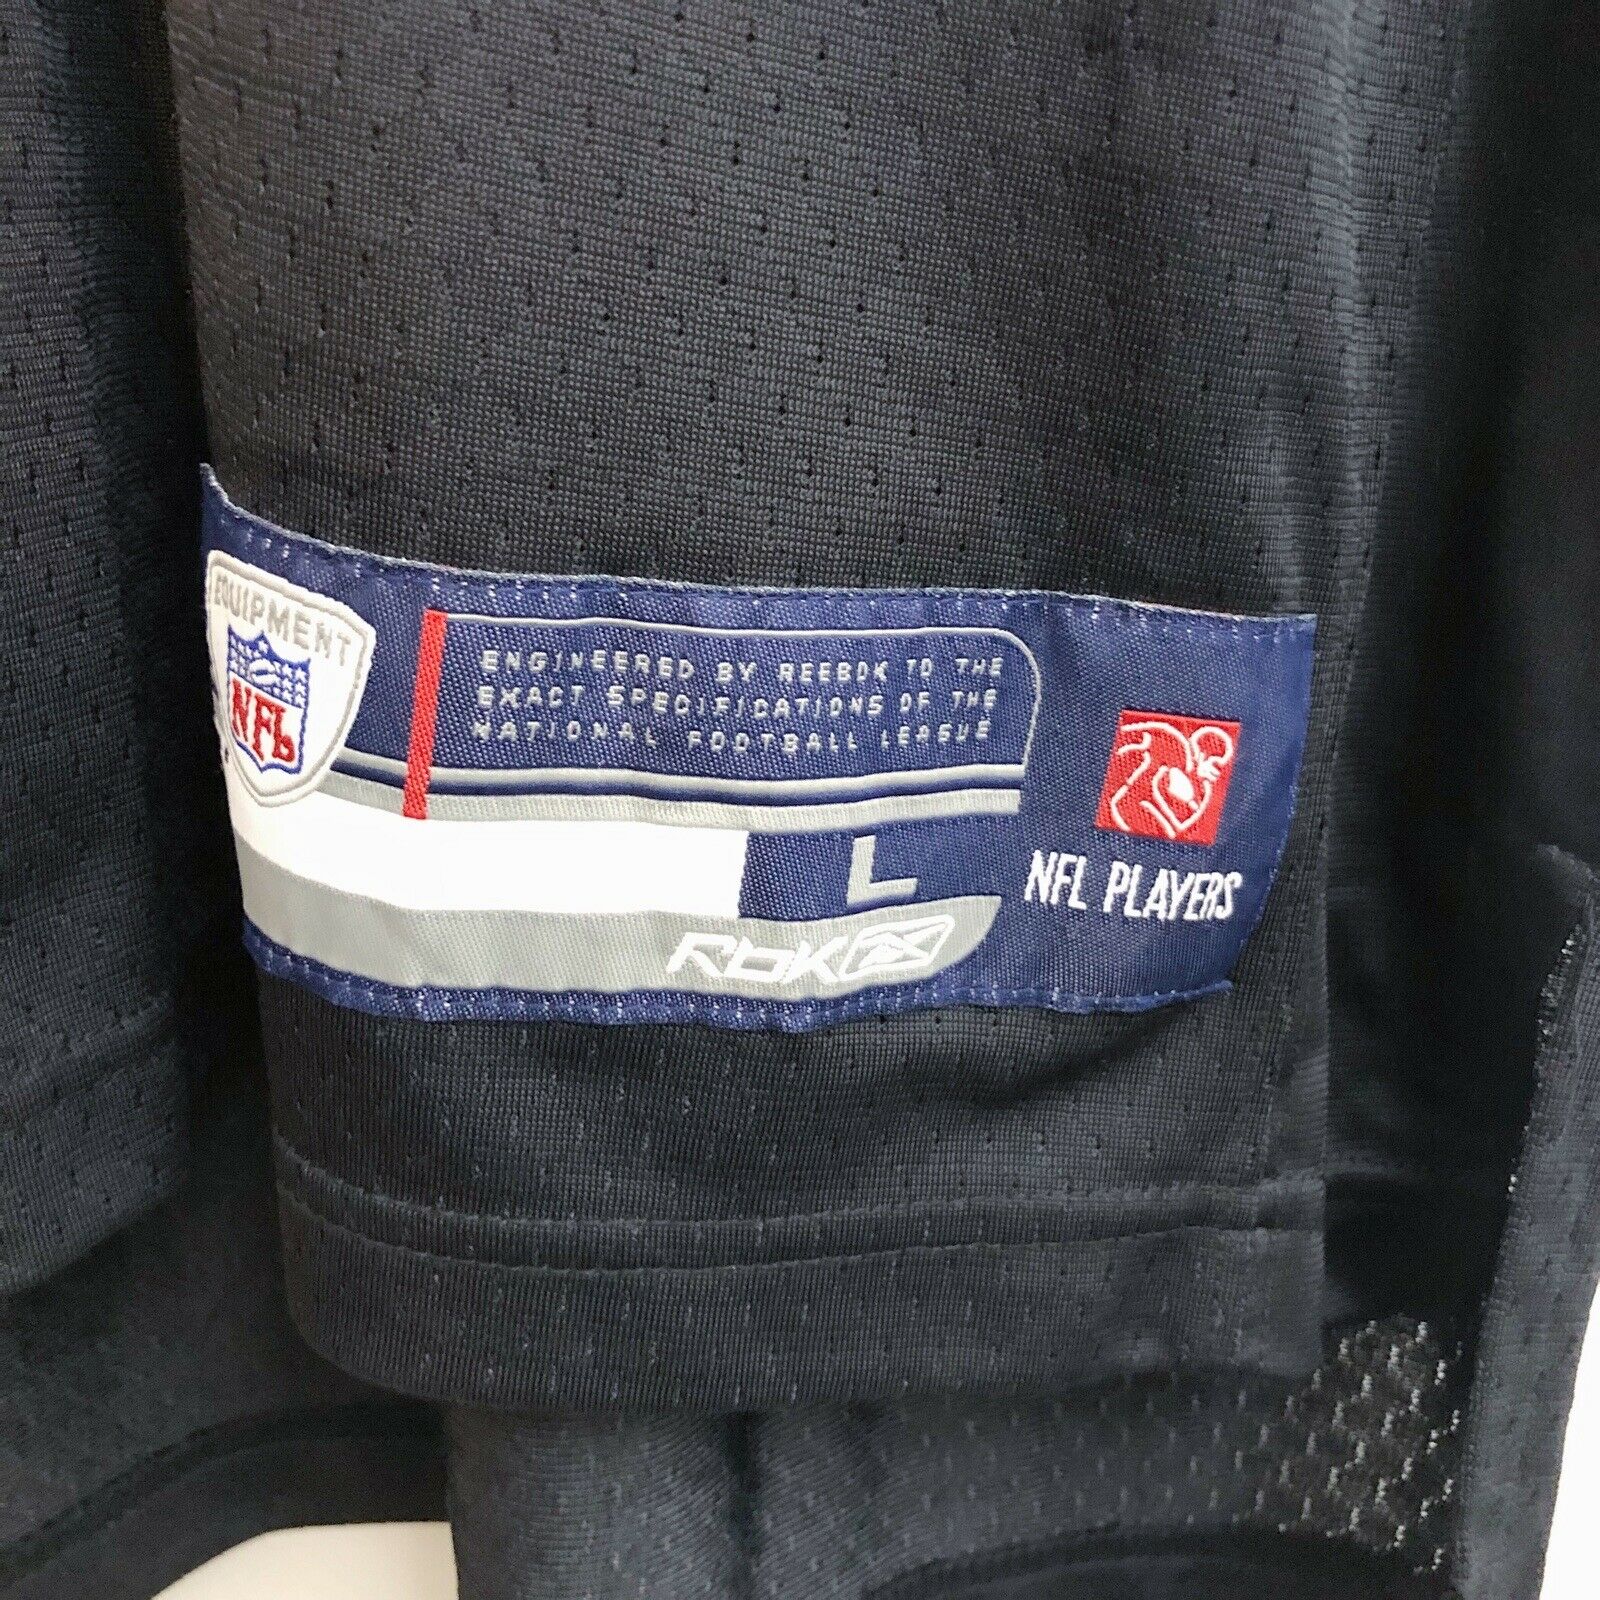 EQUIPMENT
NFL
ENGINEERED BY REEBOK TO THE
EXACT SPECIFICATIONS OF THE
NATIONAL FOOTBALL LEAGUE
L
NFL PLAYERS
RbK